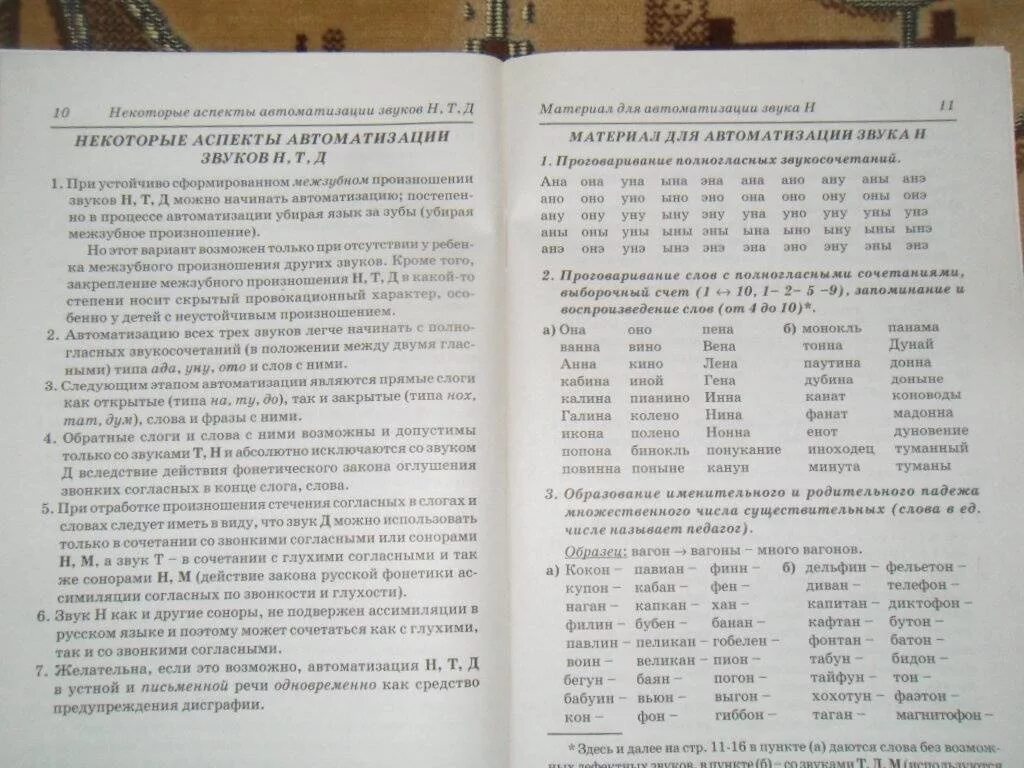 10 Некоторые аспекты автоматизации звуков Н, Т, Д
НЕКОТОРЫЕ АСПЕКТЫ АВТОМАТИЗАЦИИ
ЗВУКОВ Н, Т, Д
1. При устойчиво сформированном межзубном произношении
звуков Н, Т, Д можно начинать автоматизацию; постепен-
но в процессе автоматизации убирая язык за зубы (убирая
межзубное произношение).
Но этот вариант возможен только при отсутствии у ребен-
ка межзубного произношения других звуков. Кроме того,
закрепление межзубного произношения Н, Т, Д в какой-то
степени носит скрытый провокационный характер, осо-
бенно у детей с неустойчивым произношением.
2. Автоматизацию всех трех звуков легче начинать с полно-
гласных звукосочетаний (в положении между двумя глас-
ными) типа ада, уну, ото и слов с ними.
3. Следующим этапом автоматизации являются прямые слоги
как открытые (типа на, ту, до), так и закрытые (типа нох,
тат, дум), слова и фразы с ними.
4. Обратные слоги и слова с ними возможны и допустимы
только со звуками Т, Н и абсолютно исключаются со звуком
Д вследствие действия фонетического закона оглушения
звонких согласных в конце слога, слова.
5. При отработке произношения стечения согласных в слогах и
словах следует иметь в виду, что звук Д можно использовать
только в сочетании со звонкими согласными или сонорами
Н, М, а звук Т – в сочетании с глухими согласными и так
же сонорами Н, М (действие закона русской фонетики ас-
симиляции согласных по звонкости и глухости).
6. Звук Н как и другие соноры, не подвержен ассимиляции в
русском языке и поэтому может сочетаться как с глухими,
так и со звонкими согласными.
7. Желательна, если это возможно, автоматизация Н, Т, Д
в устной и письменной речи одновременно как средство
предупреждения дисграфии.
Материал для автоматизации звука Н 11
МАТЕРИАЛ ДЛЯ АВТОМАТИЗАЦИИ ЗВУКА Н
1. Проговаривание полногласных звукосочетаний.
Ана она уна ына эна ана ано ану аны анэ
ано оно уно ыно эно она оно ону оны онэ
ану ону уну ыну эну уна уно уну уны унэ
аны оны уны ыны эны ына ыно ыну ыны ынэ
анэ онэ унэ ынэ энэ эна эно эну эны энэ
2. Проговаривание слов с полногласными сочетаниями,
выборочный счет (1 ↔ 10, 1– 2– 5 –9), запоминание и
воспроизведение слов (от 4 до 10)*.
а) Она оно пена б) монокль панама
ванна вино Вена тонна Дунай
Анна кино Лена паутина донна
кабина иной Гена дубина доныне
калина пианино Инна канат коноводы
Галина колено Нина фанат мадонна
икона полено Нонна енот дуновение
попона бинокль понукание иноходец туманный
повинна поныне канун минута туманы
3. Образование именительного и родительного падежа
множественного числа существительных (слова в ед.
числе называет педагог).
Образец: вагон → вагоны – много вагонов.
а) Кокон – павиан – финн – б) дельфин – фельетон –
купон – кабан – фен – диван – телефон –
наган – капкан – хан – капитан – диктофон –
филин – бубен – банан – кафтан – бутон –
павлин – пеликан – гобелен – фонтан – батон –
воин – великан – пион – табун – бидон –
бегун – баян – погон – тайфун – тон –
бабуин – вьюн – выгон – хохотун – фаэтон –
кон – фон – гиббон – таган – магнитофон –
* Здесь и далее на стр. 11-16 в пункте (а) даются слова без возмож-
ных дефектных звуков, в пункте (б) – со звуками Т, Д, М (используются